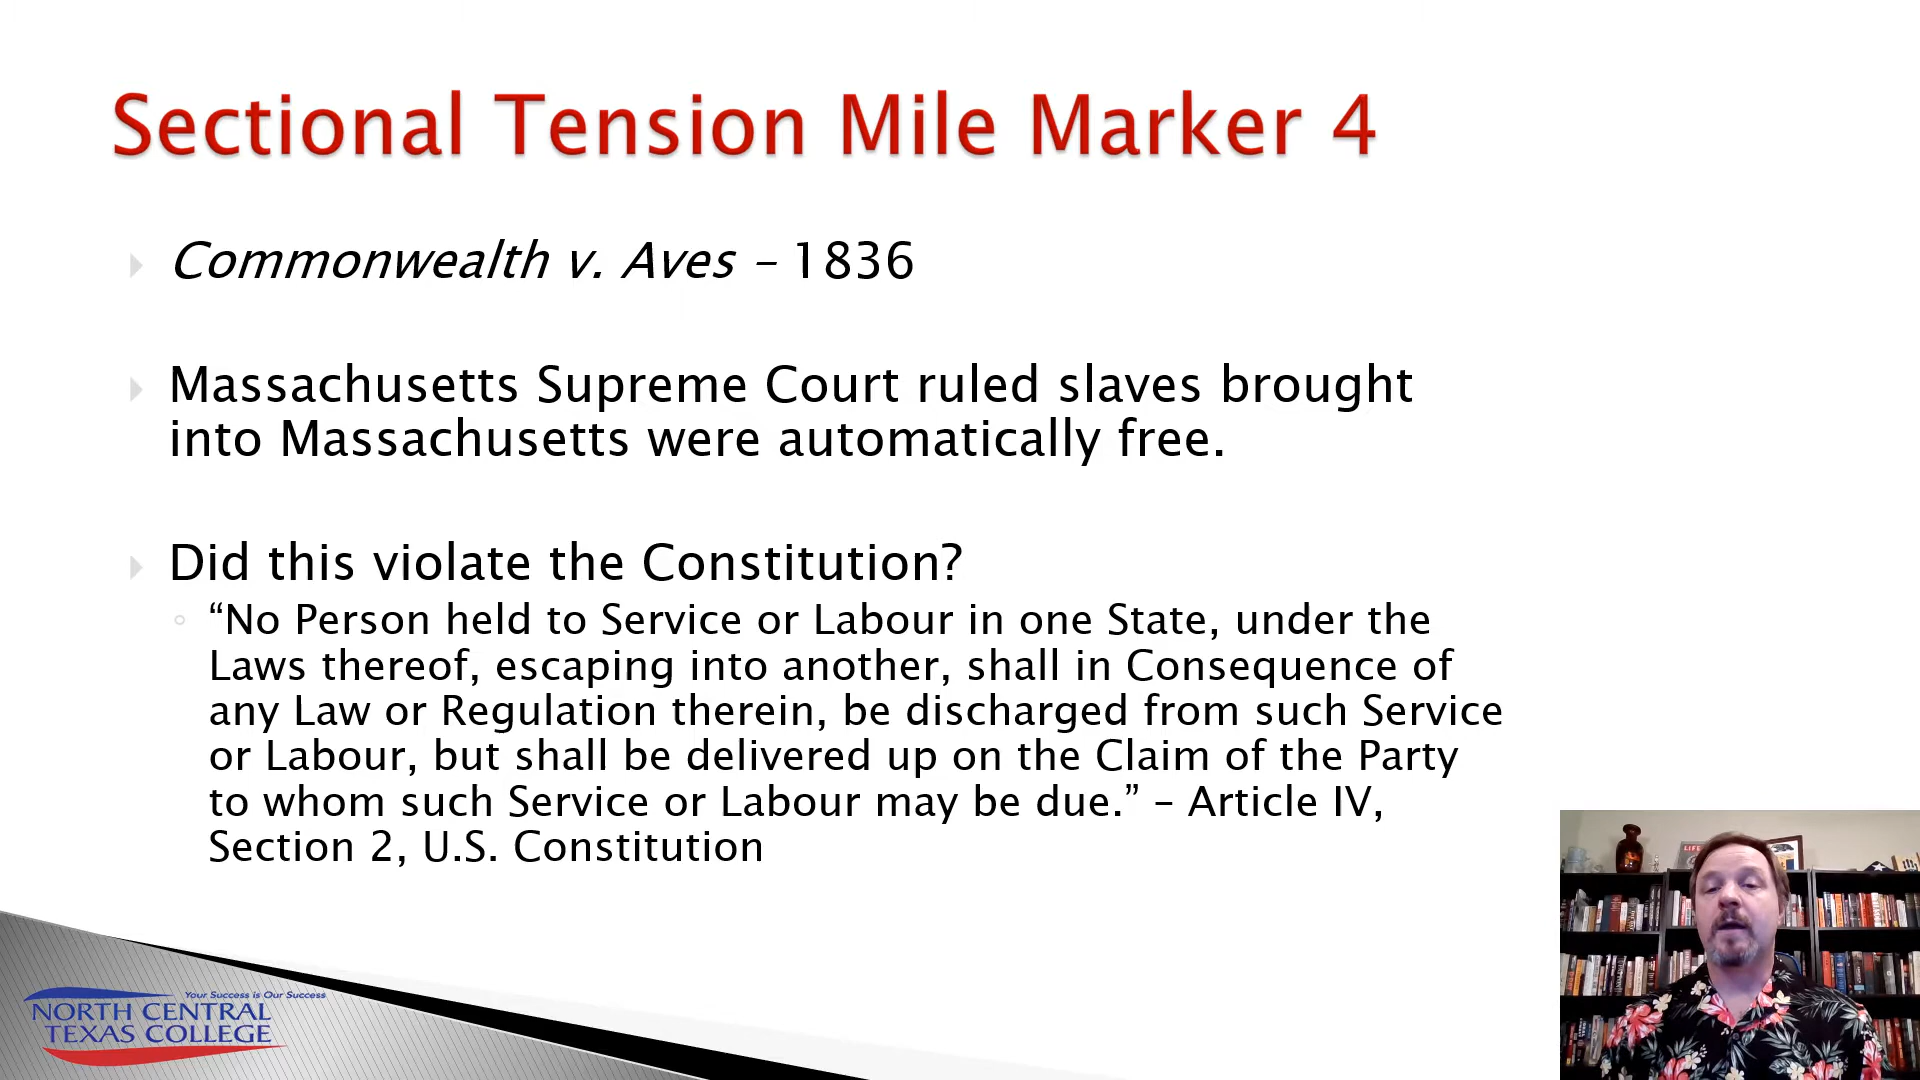 Sectional Tension Mile Marker 4
Commonwealth v. Aves – 1836
Massachusetts Supreme Court ruled slaves brought
into Massachusetts were automatically free.
Did this violate the Constitution?
“No Person held to Service or Labour in one State, under the
Laws thereof, escaping into another, shall in Consequence of
any Law or Regulation therein, be discharged from such Service
or Labour, but shall be delivered up on the Claim of the Party
to whom such Service or Labour may be due.” – Article IV,
Section 2, U.S. Constitution
Your Success is Our Success
NORTH CENTRAL
TEXAS COLLEGE
LIFE